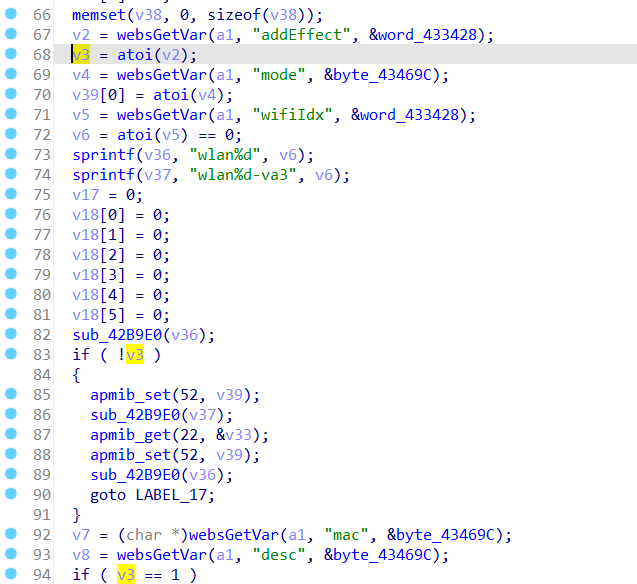 66 memset(v38, 0, sizeof(v38));
67 v2 = websGetVar(a1, "addEffect", &word_433428);
68 v3 = atoi(v2);
69 v4 = websGetVar(a1, "mode", &byte_43469C);
70 v39[0] = atoi(v4);
71 v5 = websGetVar(a1, "wifiIdx", &word_433428);
72 v6 = atoi(v5) == 0;
73 sprintf(v36, "wlan%d", v6);
74 sprintf(v37, "wlan%d-va3", v6);
75 v17 = 0;
76 v18[0] = 0;
77 v18[1] = 0;
78 v18[2] = 0;
79 v18[3] = 0;
80 v18[4] = 0;
81 v18[5] = 0;
82 sub_42B9E0(v36);
83 if ( !v3 )
84 {
85 apmib_set(52, v39);
86 sub_42B9E0(v37);
87 apmib_get(22, &v33);
88 apmib_set(52, v39);
89 sub_42B9E0(v36);
90 goto LABEL_17;
91 }
92 v7 = (char *)websGetVar(a1, "mac", &byte_43469C);
93 v8 = websGetVar(a1, "desc", &byte_43469C);
94 if ( v3 == 1 )